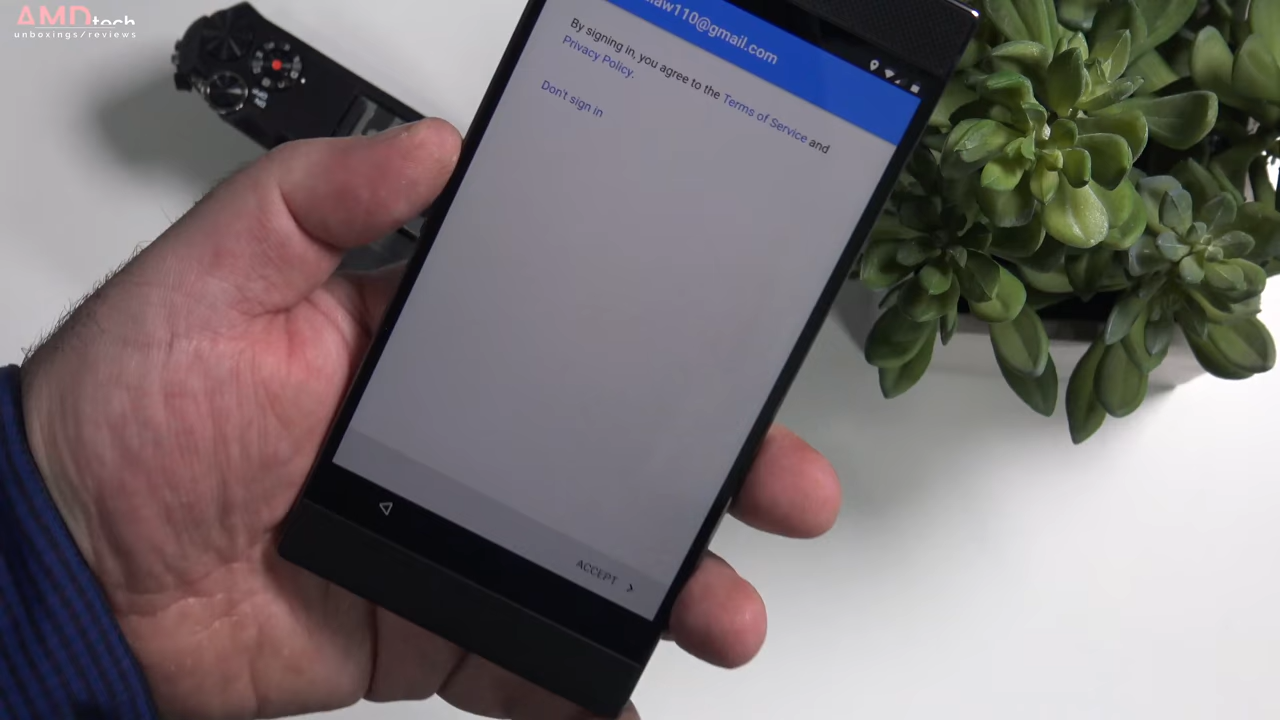 AMDtech
unboxings/reviews
law110@gmail.com
By signing in, you agree to the Terms of Service and
Privacy Policy.
Don't sign in
ACCEPT